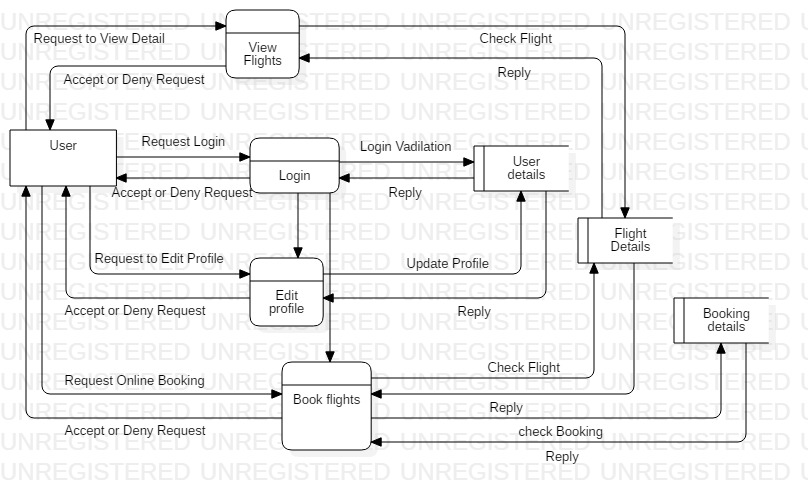 Request to View Detail
Check Flight
View
Flights
Reply
Accept or Deny Request
User
Request Login
Login Vadilation
User
details
Login
Accept or Deny Request
Reply
Flight
Details
Request to Edit Profile
Update Profile
Edit
profile
Accept or Deny Request
Reply
Booking
details
Check Flight
Request Online Booking
Book flights
Reply
Accept or Deny Request
check Booking
Reply
UNREGISTERED